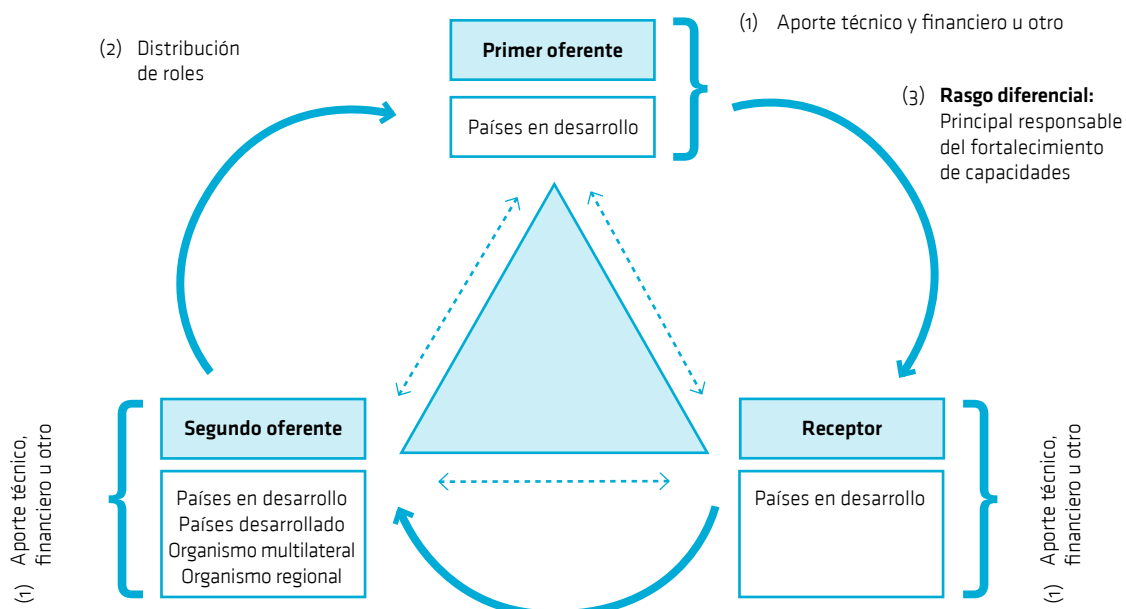 (2) Distribución
de roles
Primer oferente
Países en desarrollo
(1) Aporte técnico y financiero u otro
(3) Rasgo diferencial:
Principal responsable
del fortalecimiento
de capacidades
(1) Aporte técnico,
financiero u otro
Segundo oferente
Países en desarrollo
Países desarrollado
Organismo multilateral
Organismo regional
Receptor
Países en desarrollo
(1) Aporte técnico,
financiero u otro